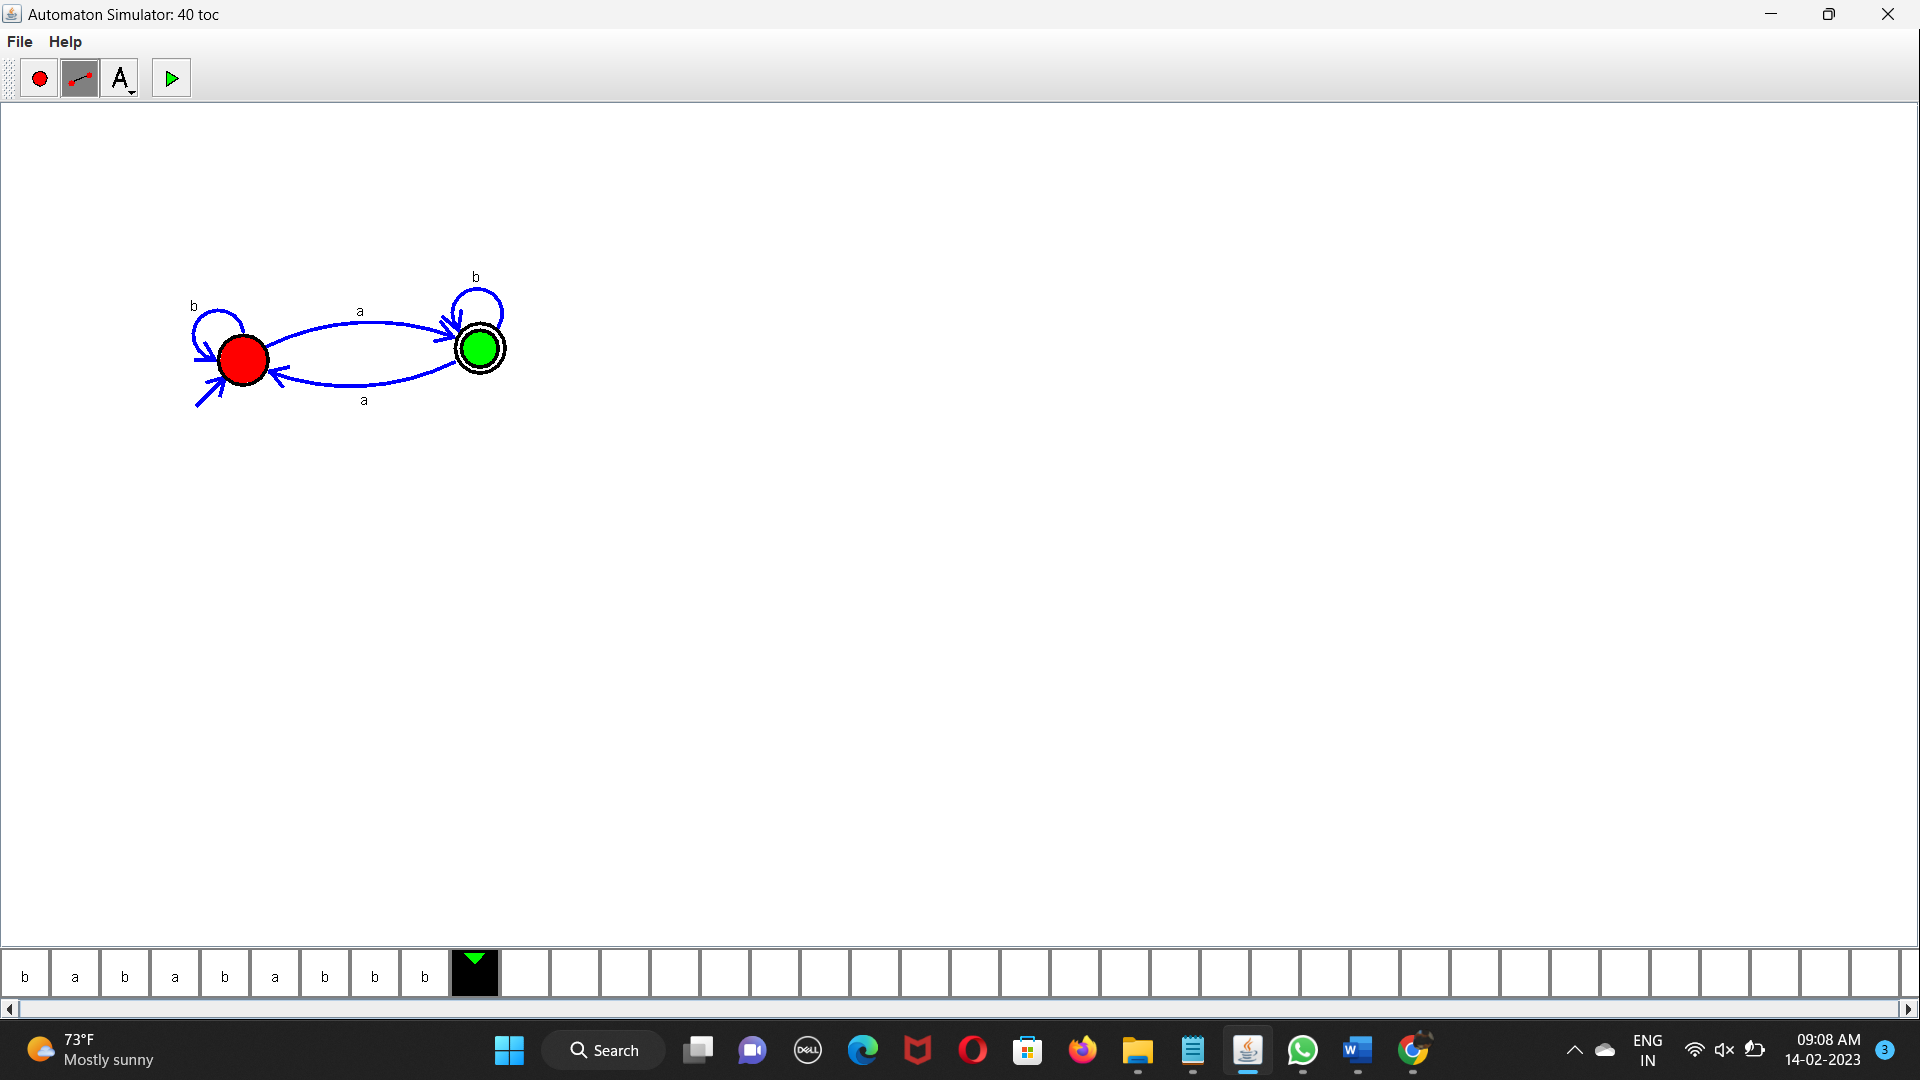 Automaton Simulator: 40 toc
File Help
A
b
b
a
a
b a b a b a b b b
73°F
Mostly sunny
Search
DELL
W
ENG
IN
09:08 AM
14-02-2023
3